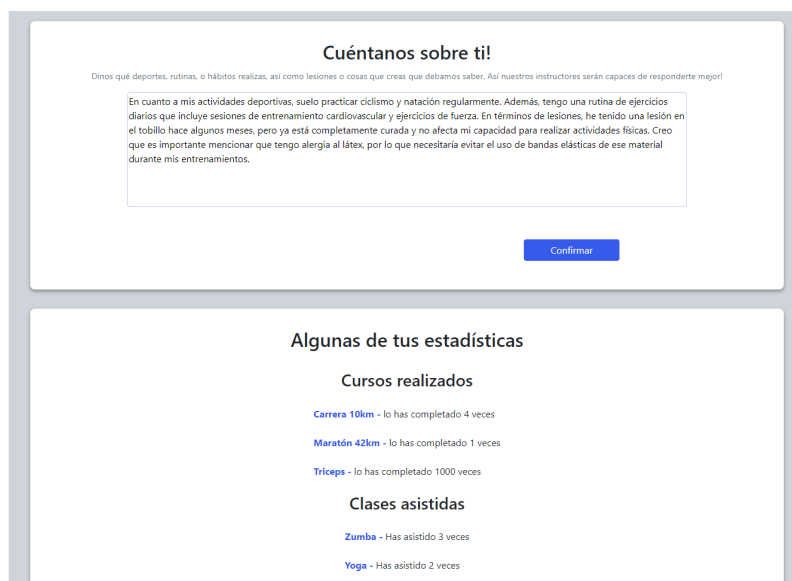 Cuéntanos sobre ti!
Dinos qué deportes, rutinas, o hábitos realizas, así como lesiones o cosas que creas que debamos saber. Así nuestros instructores serán capaces de responderte mejor!
En cuanto a mis actividades deportivas, suelo practicar ciclismo y natación regularmente. Además, tengo una rutina de ejercicios
diarios que incluye sesiones de entrenamiento cardiovascular y ejercicios de fuerza. En términos de lesiones, he tenido una lesión en
el tobillo hace algunos meses, pero ya está completamente curada y no afecta mi capacidad para realizar actividades físicas. Creo
que es importante mencionar que tengo alergia al látex, por lo que necesitaría evitar el uso de bandas elásticas de ese material
durante mis entrenamientos.
Confirmar
Algunas de tus estadísticas
Cursos realizados
Carrera 10km - lo has completado 4 veces
Maratón 42km - lo has completado 1 veces
Triceps - lo has completado 1000 veces
Clases asistidas
Zumba - Has asistido 3 veces
Yoga - Has asistido 2 veces